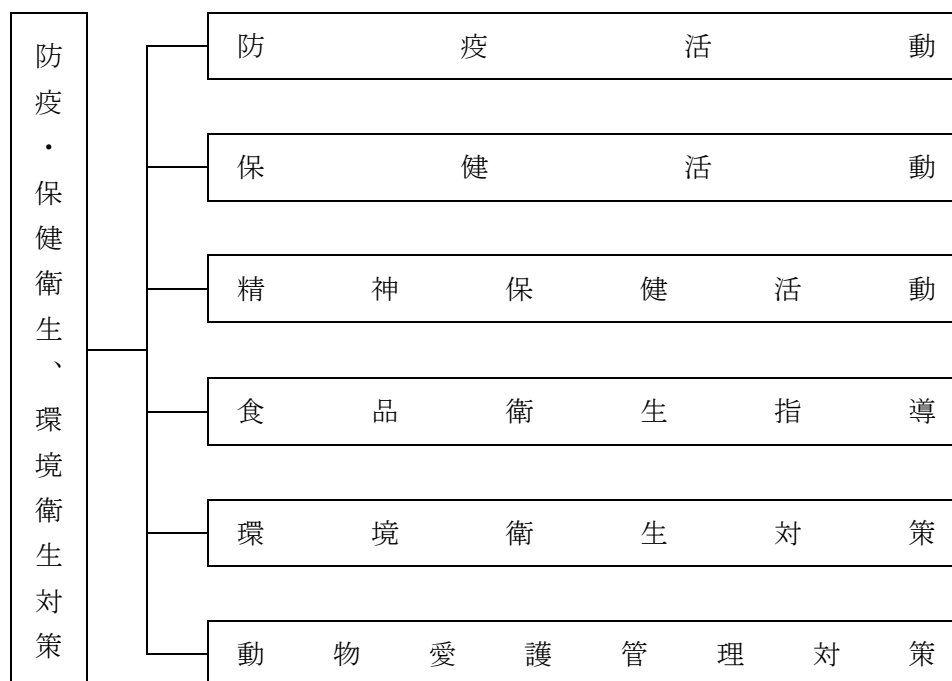 防疫・保健衛生、環境衛生対策
防疫活動
保健活動
精神保健活動
食品衛生指導
環境衛生対策
動物愛護管理対策